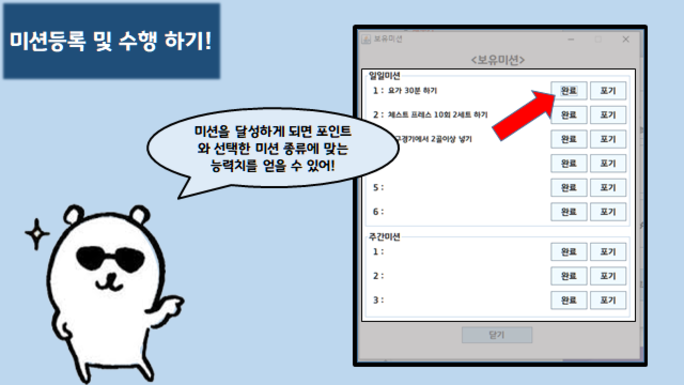 미션등록 및 수행 하기!
보유미션
<보유미션>
일일미션
1 : 요가 30분 하기 완료 포기
2 : 체스트 프레스 10회 2세트 하기 완료 포기
구경기에서 2골이상 넣기 완료 포기
완료 포기
5 : 완료 포기
6 : 완료 포기
주간미션
1 : 완료 포기
2 : 완료 포기
3 : 완료 포기
닫기
미션을 달성하게 되면 포인트
와 선택한 미션 종류에 맞는
능력치를 얻을 수 있어!